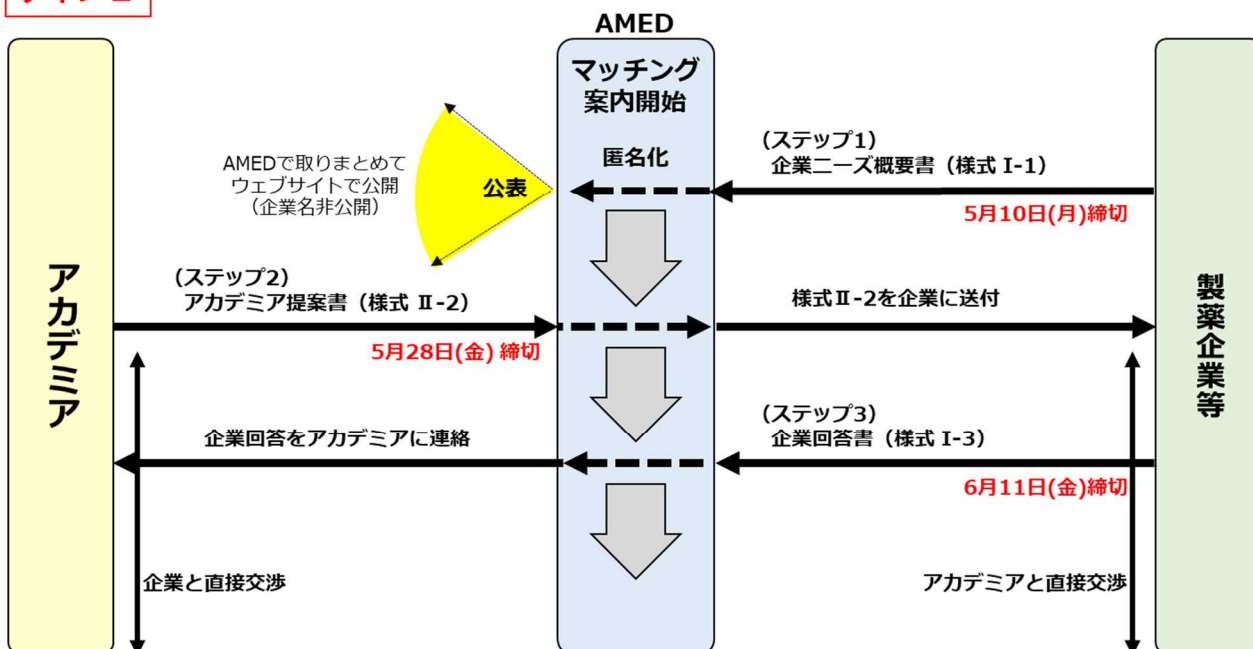 AMED
マッチング
案内開始
匿名化
AMEDで取りまとめて
ウェブサイトで公開
（企業名非公開）
公表
（ステップ1）
企業ニーズ概要書（様式 I-1）
5月10日(月)締切
アカデミア
製薬企業等
（ステップ2）
アカデミア提案書（様式 Ⅱ-2）
5月28日(金) 締切
様式Ⅱ-2を企業に送付
（ステップ3）
企業回答書（様式 I-3）
6月11日(金)締切
企業回答をアカデミアに連絡
企業と直接交渉
アカデミアと直接交渉